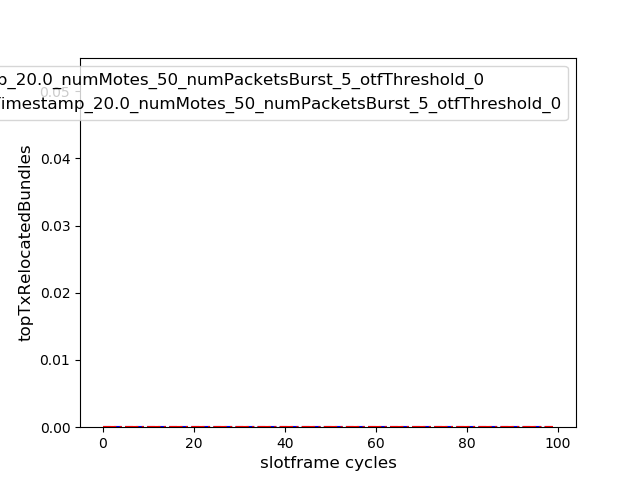 p_20.0_numMotes_50_numPacketsBurst_5_otfThreshold_0
imestamp_20.0_numMotes_50_numPacketsBurst_5_otfThreshold_0
0.05
0.04
0.03
0.02
0.01
0.00
topTxRelocatedBundles
0 20 40 60 80 100
slotframe cycles